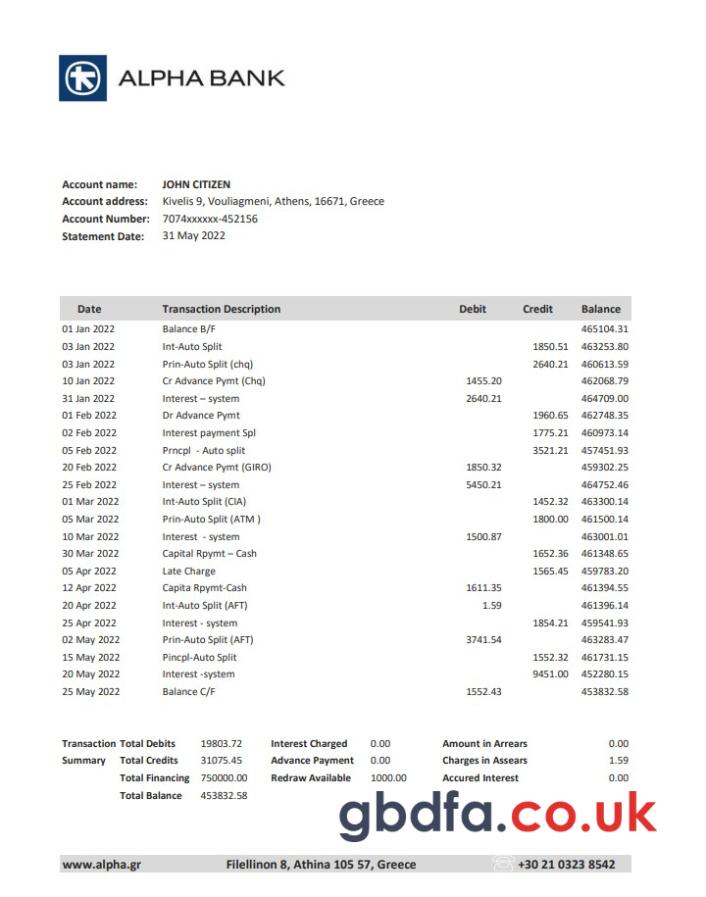 ALPHA BANK
Account name: JOHN CITIZEN
Account address: Kivelis 9, Vouliagmeni, Athens, 16671, Greece
Account Number: 7074xxxxxx-452156
Statement Date: 31 May 2022
Date Transaction Description Debit Credit Balance
01 Jan 2022 Balance B/F 465104.31
03 Jan 2022 Int-Auto Split 1850.51 463253.80
03 Jan 2022 Prin-Auto Split (chq) 2640.21 460613.59
10 Jan 2022 Cr Advance Pymt (Chq) 1455.20 462068.79
31 Jan 2022 Interest – system 2640.21 464709.00
01 Feb 2022 Dr Advance Pymt 1960.65 462748.35
02 Feb 2022 Interest payment Spl 1775.21 460973.14
05 Feb 2022 Prncpl - Auto split 3521.21 457451.93
20 Feb 2022 Cr Advance Pymt (GIRO) 1850.32 459302.25
25 Feb 2022 Interest – system 5450.21 464752.46
01 Mar 2022 Int-Auto Split (CIA) 1452.32 463300.14
05 Mar 2022 Prin-Auto Split (ATM ) 1800.00 461500.14
10 Mar 2022 Interest - system 1500.87 463001.01
30 Mar 2022 Capital Rpymt – Cash 1652.36 461348.65
05 Apr 2022 Late Charge 1565.45 459783.20
12 Apr 2022 Capita Rpymt-Cash 1611.35 461394.55
20 Apr 2022 Int-Auto Split (AFT) 1.59 461396.14
25 Apr 2022 Interest - system 1854.21 459541.93
02 May 2022 Prin-Auto Split (AFT) 3741.54 463283.47
15 May 2022 Pincpl-Auto Split 1552.32 461731.15
20 May 2022 Interest -system 9451.00 452280.15
25 May 2022 Balance C/F 1552.43 453832.58
Transaction Total Debits 19803.72 Interest Charged 0.00 Amount in Arrears 0.00
Summary Total Credits 31075.45 Advance Payment 0.00 Charges in Assears 1.59
Total Financing 750000.00 Redraw Available 1000.00 Accured Interest 0.00
Total Balance 453832.58
gbdfa.co.uk
www.alpha.gr Filellinon 8, Athina 105 57, Greece +30 21 0323 8542